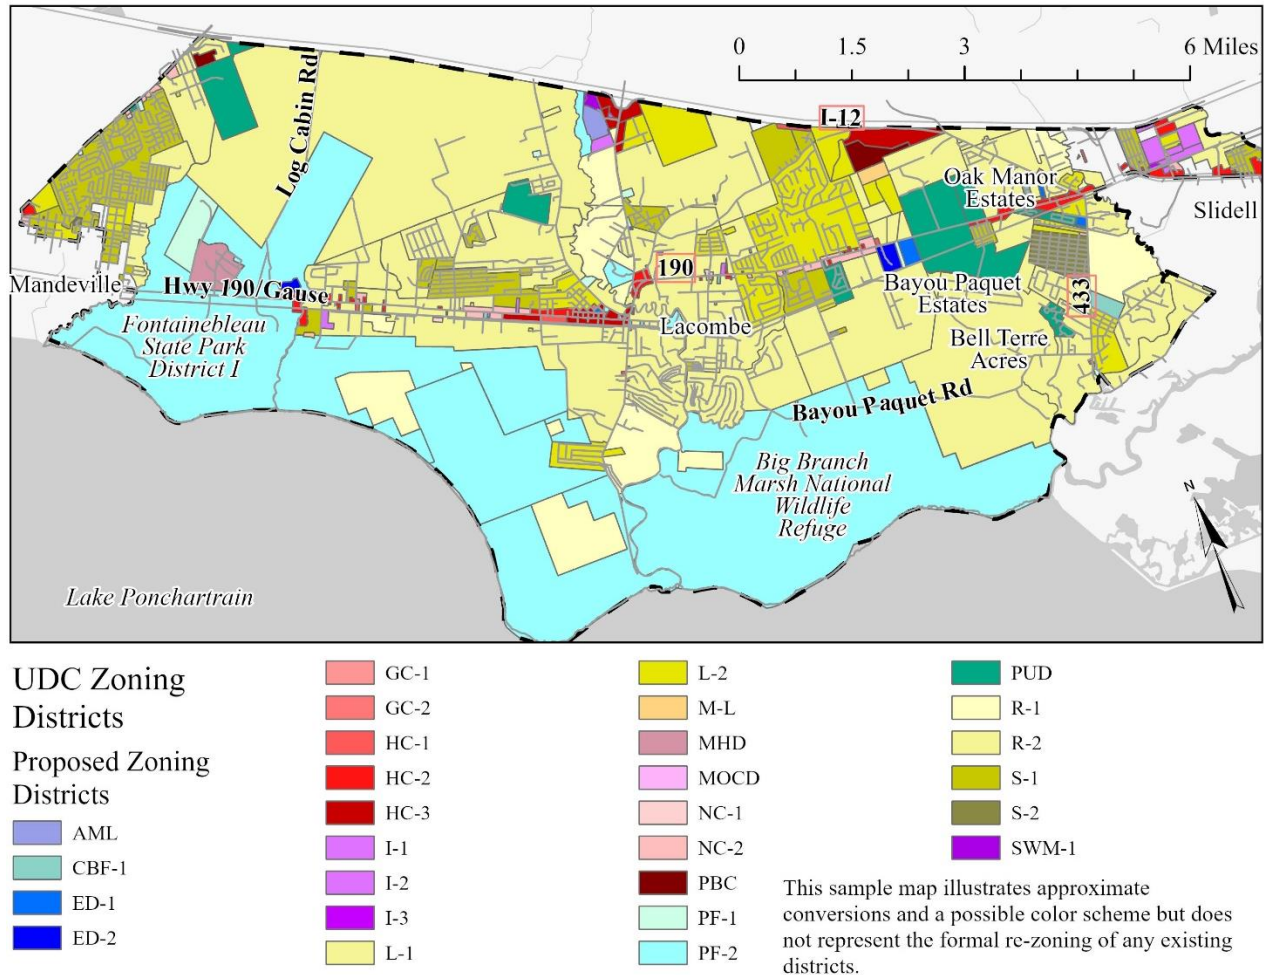 0 1.5 3 6 Miles
I-12
Log Cabin Rd
Oak Manor
Estates
Slidell
190
Mandeville
Hwy 190/Gause
Bayou Paquet
Estates
433
Fontainebleau
State Park
District I
Lacombe
Bell Terre
Acres
Bayou Paquet Rd
Big Branch
Marsh National
Wildlife
Refuge
N
Lake Ponchartrain
UDC Zoning
Districts
Proposed Zoning
Districts
AML
CBF-1
ED-1
ED-2
GC-1
GC-2
HC-1
HC-2
HC-3
I-1
I-2
I-3
L-1
L-2
M-L
MHD
MOCD
NC-1
NC-2
PBC
PF-1
PF-2
PUD
R-1
R-2
S-1
S-2
SWM-1
This sample map illustrates approximate
conversions and a possible color scheme but does
not represent the formal re-zoning of any existing
districts.